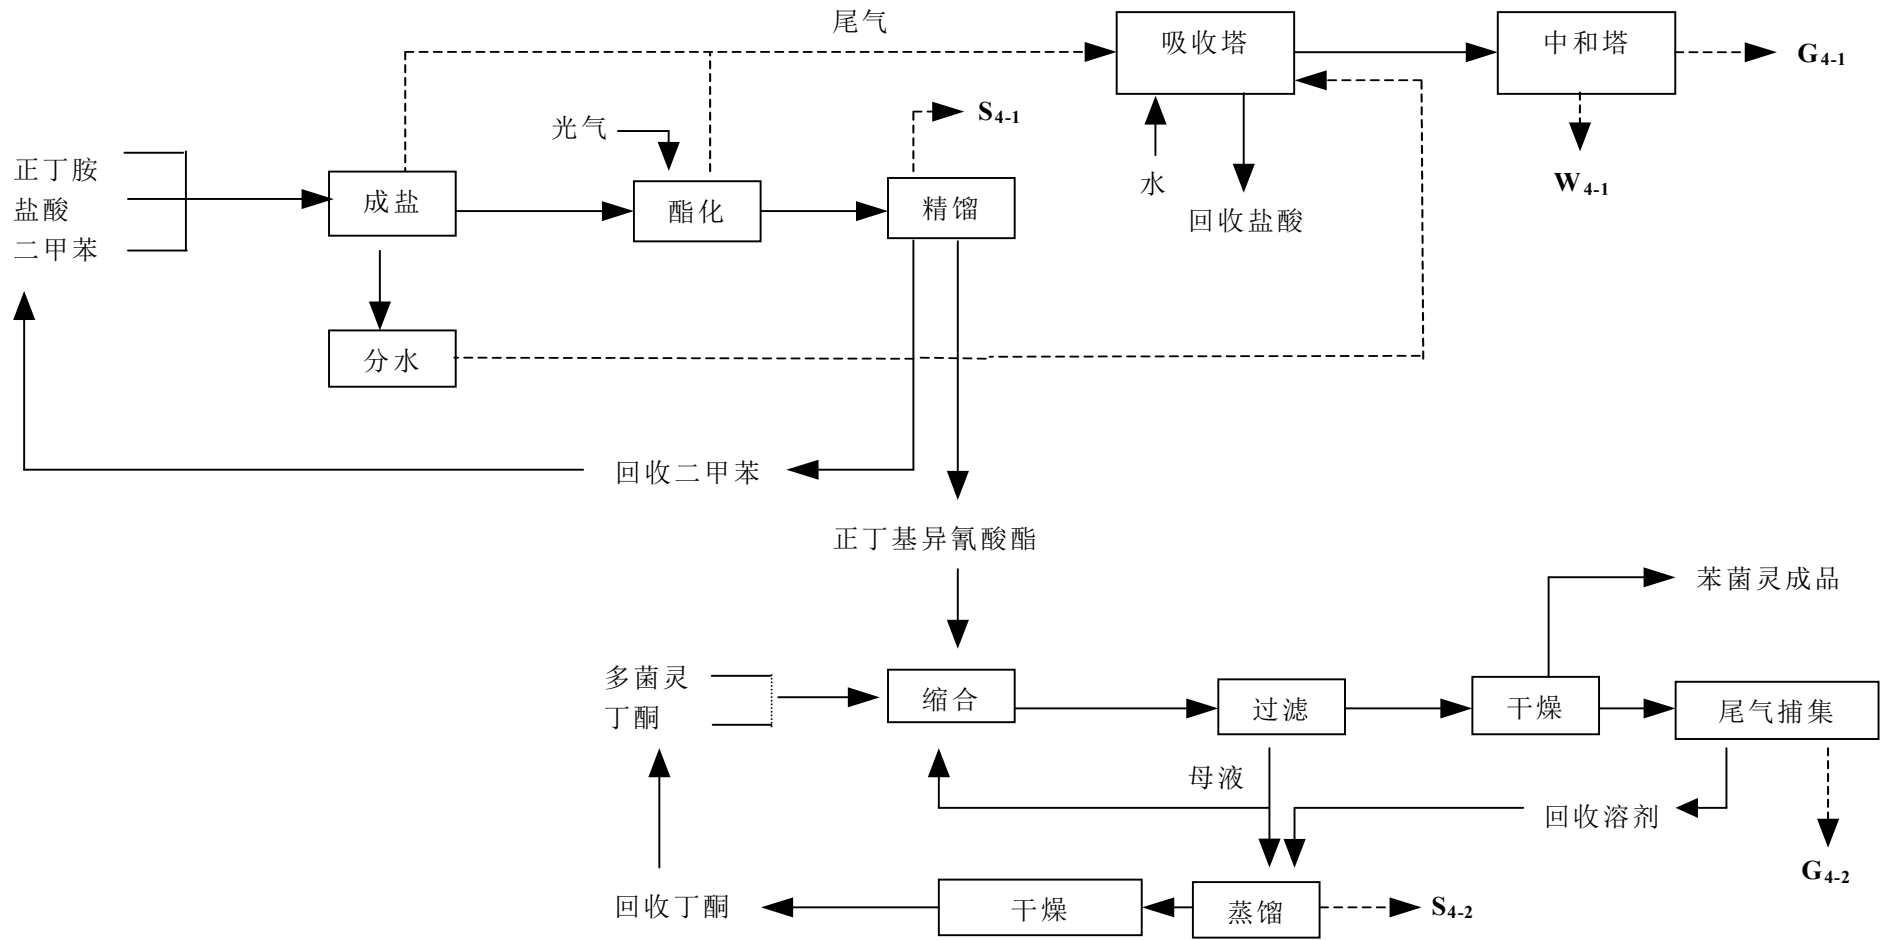 尾气
吸收塔
中和塔
G4-1
S4-1
光气
正丁胺
盐酸
二甲苯
成盐
酯化
精馏
水
回收盐酸
W4-1
分水
回收二甲苯
正丁基异氰酸酯
苯菌灵成品
多菌灵
丁酮
缩合
过滤
干燥
尾气捕集
母液
回收溶剂
G4-2
回收丁酮
干燥
蒸馏
S4-2